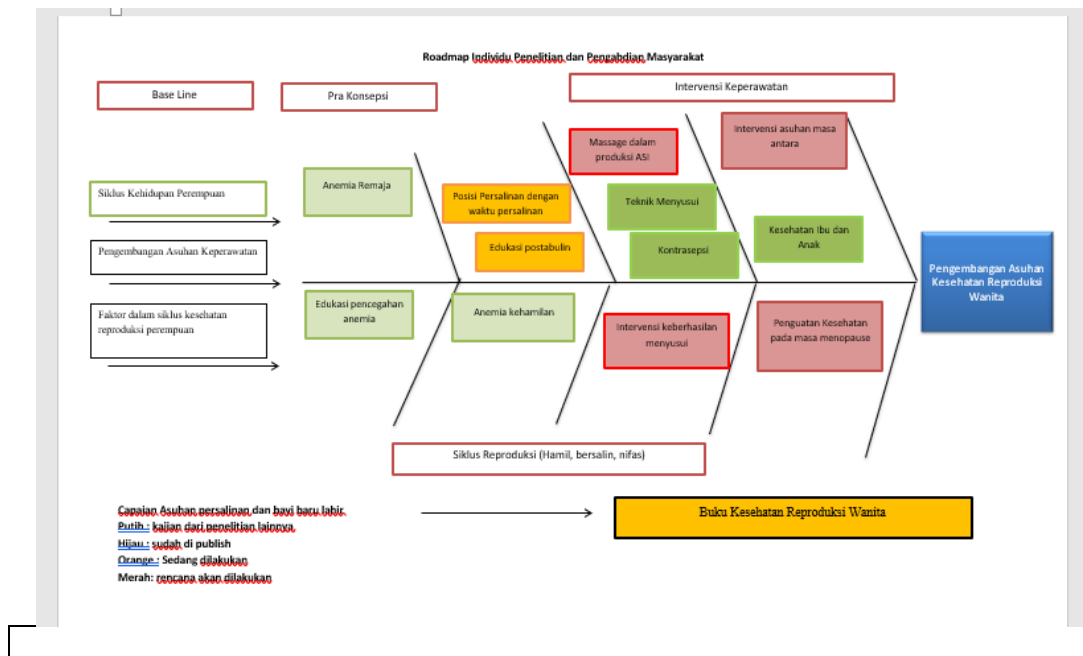 Roadmap Individu Penelitian dan Pengabdian Masyarakat
Base Line
Pra Konsepsi
Intervensi Keperawatan
Massage dalam
produksi ASI
Intervensi asuhan masa
antara
Siklus Kehidupan Perempuan
Anemia Remaja
Posisi Persalinan dengan
waktu persalinan
Teknik Menyusui
Edukasi postabulin
Kontrasepsi
Kesehatan Ibu dan
Anak
Pengembangan Asuhan Keperawatan
Pengembangan Asuhan
Kesehatan Reproduksi
Wanita
Faktor dalam siklus kesehatan
reproduksi perempuan
Edukasi pencegahan
anemia
Anemia kehamilan
Intervensi keberhasilan
menyusui
Penguatan Kesehatan
pada masa menopause
Siklus Reproduksi (Hamil, bersalin, nifas)
Capaian Asuhan persalinan dan bayi baru lahir
Putih : kajian dari penelitian lainnya
Hijau : sudah di publish
Orange : Sedang dilakukan
Merah: rencana akan dilakukan
Buku Kesehatan Reproduksi Wanita